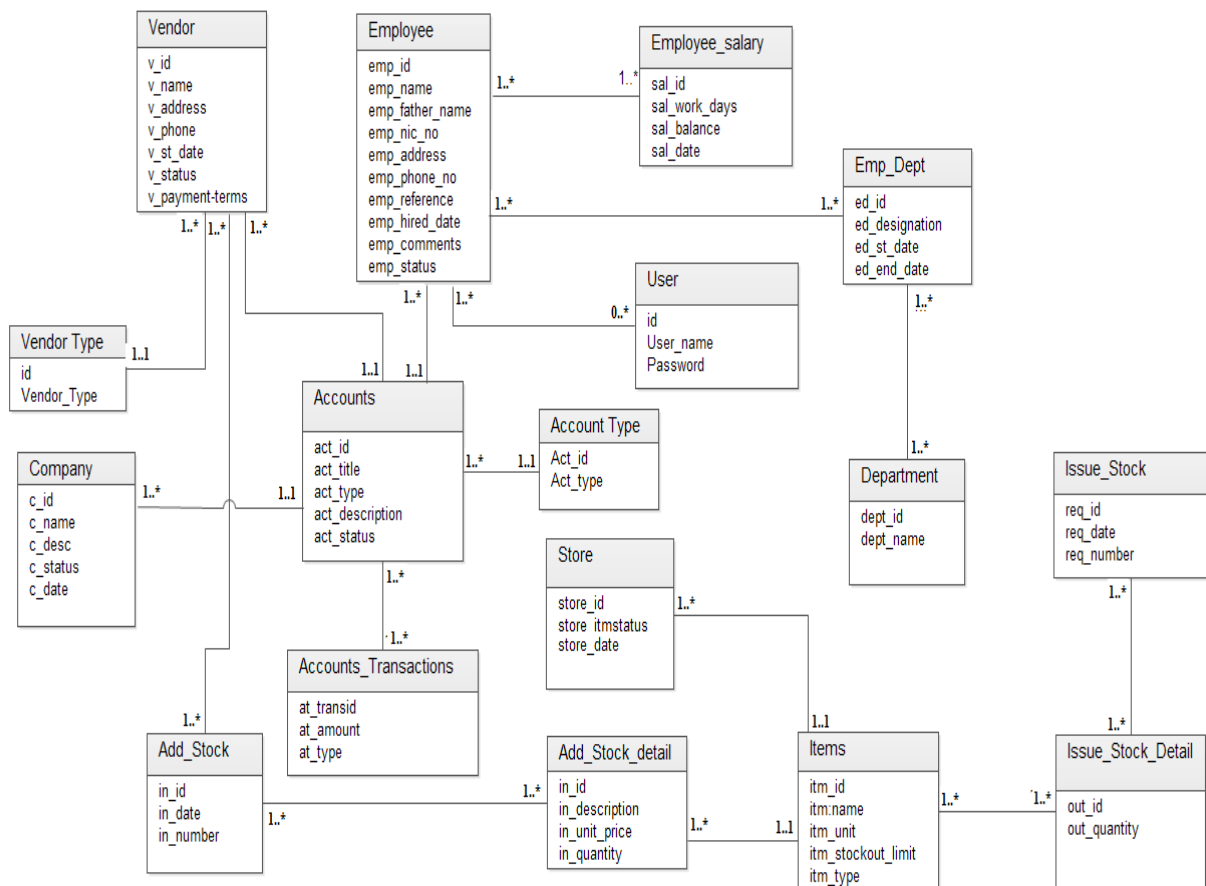 Vendor
v_id
v_name
v_address
v_phone
v_st_date
v_status
v_payment-terms
1..*
1..*
1..*
Employee
emp_id
emp_name
emp_father_name
emp_nic_no
emp_address
emp_phone_no
emp_reference
emp_hired_date
emp_comments
emp_status
1..*
1..*
1..*
1..*
Employee_salary
sal_id
sal_work_days
sal_balance
sal_date
1..*
Emp_Dept
ed_id
ed_designation
ed_st_date
ed_end_date
1..*
1..*
User
id
User_name
Password
0..*
Vendor Type
id
Vendor_Type
1..1
Accounts
act_id
act_title
act_type
act_description
act_status
1..1
1..1
1..*
1..1
1..*
Account Type
Act_id
Act_type
1..1
Company
c_id
c_name
c_desc
c_status
c_date
1..*
Department
dept_id
dept_name
1..*
Issue_Stock
req_id
req_date
req_number
1..*
Store
store_id
store_itmstatus
store_date
1..*
Accounts_Transactions
at_transid
at_amount
at_type
1..*
Add_Stock
in_id
in_date
in_number
1..*
1..*
Add_Stock_detail
in_id
in_description
in_unit_price
in_quantity
1..*
1..*
Items
itm_id
itm:name
itm_unit
itm_stockout_limit
itm_type
1..1
1..1
1..*
Issue_Stock_Detail
out_id
out_quantity
1..*
1..*